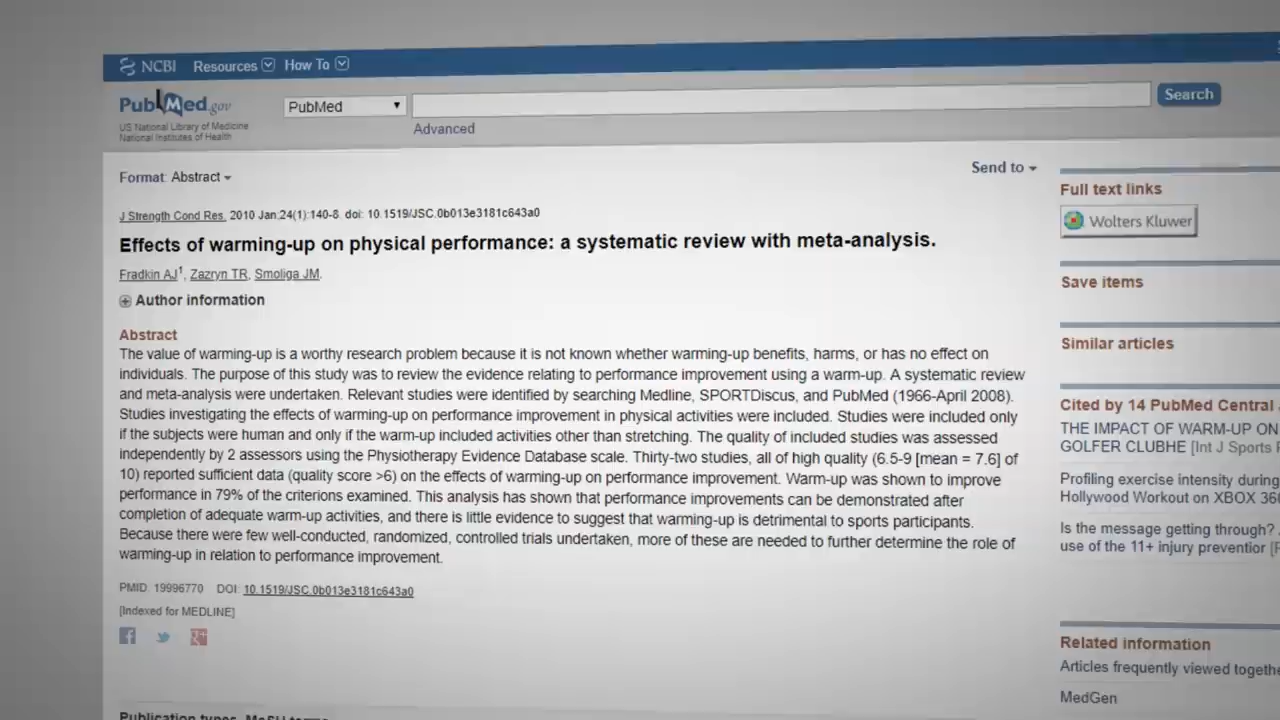 NCBI Resources How To
PubMed.gov
US National Library of Medicine
National Institutes of Health
PubMed
Search
Advanced
Format: Abstract
Send to
J Strength Cond Res. 2010 Jan;24(1):140-8. doi: 10.1519/JSC.0b013e3181c643a0
Effects of warming-up on physical performance: a systematic review with meta-analysis.
Fradkin AJ1, Zazryn TR, Smoliga JM.
Author information
Abstract
The value of warming-up is a worthy research problem because it is not known whether warming-up benefits, harms, or has no effect on
individuals. The purpose of this study was to review the evidence relating to performance improvement using a warm-up. A systematic review
and meta-analysis were undertaken. Relevant studies were identified by searching Medline, SPORTDiscus, and PubMed (1966-April 2008).
Studies investigating the effects of warming-up on performance improvement in physical activities were included. Studies were included only
if the subjects were human and only if the warm-up included activities other than stretching. The quality of included studies was assessed
independently by 2 assessors using the Physiotherapy Evidence Database scale. Thirty-two studies, all of high quality (6.5-9 [mean = 7.6] of
10) reported sufficient data (quality score >6) on the effects of warming-up on performance improvement. Warm-up was shown to improve
performance in 79% of the criterions examined. This analysis has shown that performance improvements can be demonstrated after
completion of adequate warm-up activities, and there is little evidence to suggest that warming-up is detrimental to sports participants.
Because there were few well-conducted, randomized, controlled trials undertaken, more of these are needed to further determine the role of
warming-up in relation to performance improvement.
PMID: 19996770 DOI: 10.1519/JSC.0b013e3181c643a0
[Indexed for MEDLINE]
Publication types, MeSH terms
Full text links
Wolters Kluwer
Save items
Similar articles
Cited by 14 PubMed Central
THE IMPACT OF WARM-UP ON
GOLFER CLUBHE [Int J Sports
Profiling exercise intensity during
Hollywood Workout on XBOX 36
Is the message getting through?
use of the 11+ injury preventior
Related information
Articles frequently viewed togethe
MedGen